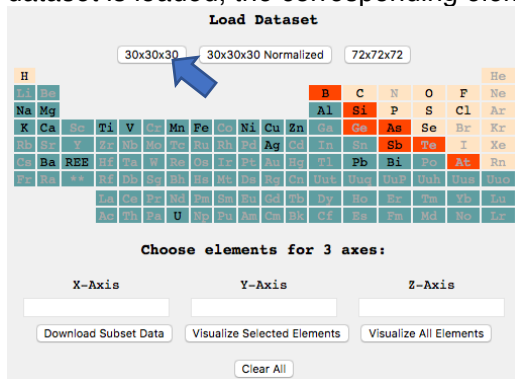 dataset is loaded, the corresponding elem
Load Dataset
30x30x30 30x30x30 Normalized 72x72x72
H He
Li Be B C N O F Ne
Na Mg Al Si P S Cl Ar
K Ca Sc Ti V Cr Mn Fe Co Ni Cu Zn Ga Ge As Se Br Kr
Rb Sr Y Zr Nb Mo Tc Ru Rh Pd Ag Cd In Sn Sb Te I Xe
Cs Ba REE Hf Ta W Re Os Ir Pt Au Hg Tl Pb Bi Po At Rn
Fr Ra ** Rf Db Sg Bh Hs Mt Ds Rg Cn Uut Uug UuP Uuh Uus Uuo
La Ce Pr Nd Pm Sm Eu Gd Tb Dy Ho Er Tm Yb Lu
Ac Th Pa U Np Pu Am Cm Bk Cf Es Fm Md No Lr
Choose elements for 3 axes:
X-Axis Y-Axis Z-Axis
Download Subset Data Visualize Selected Elements Visualize All Elements
Clear All